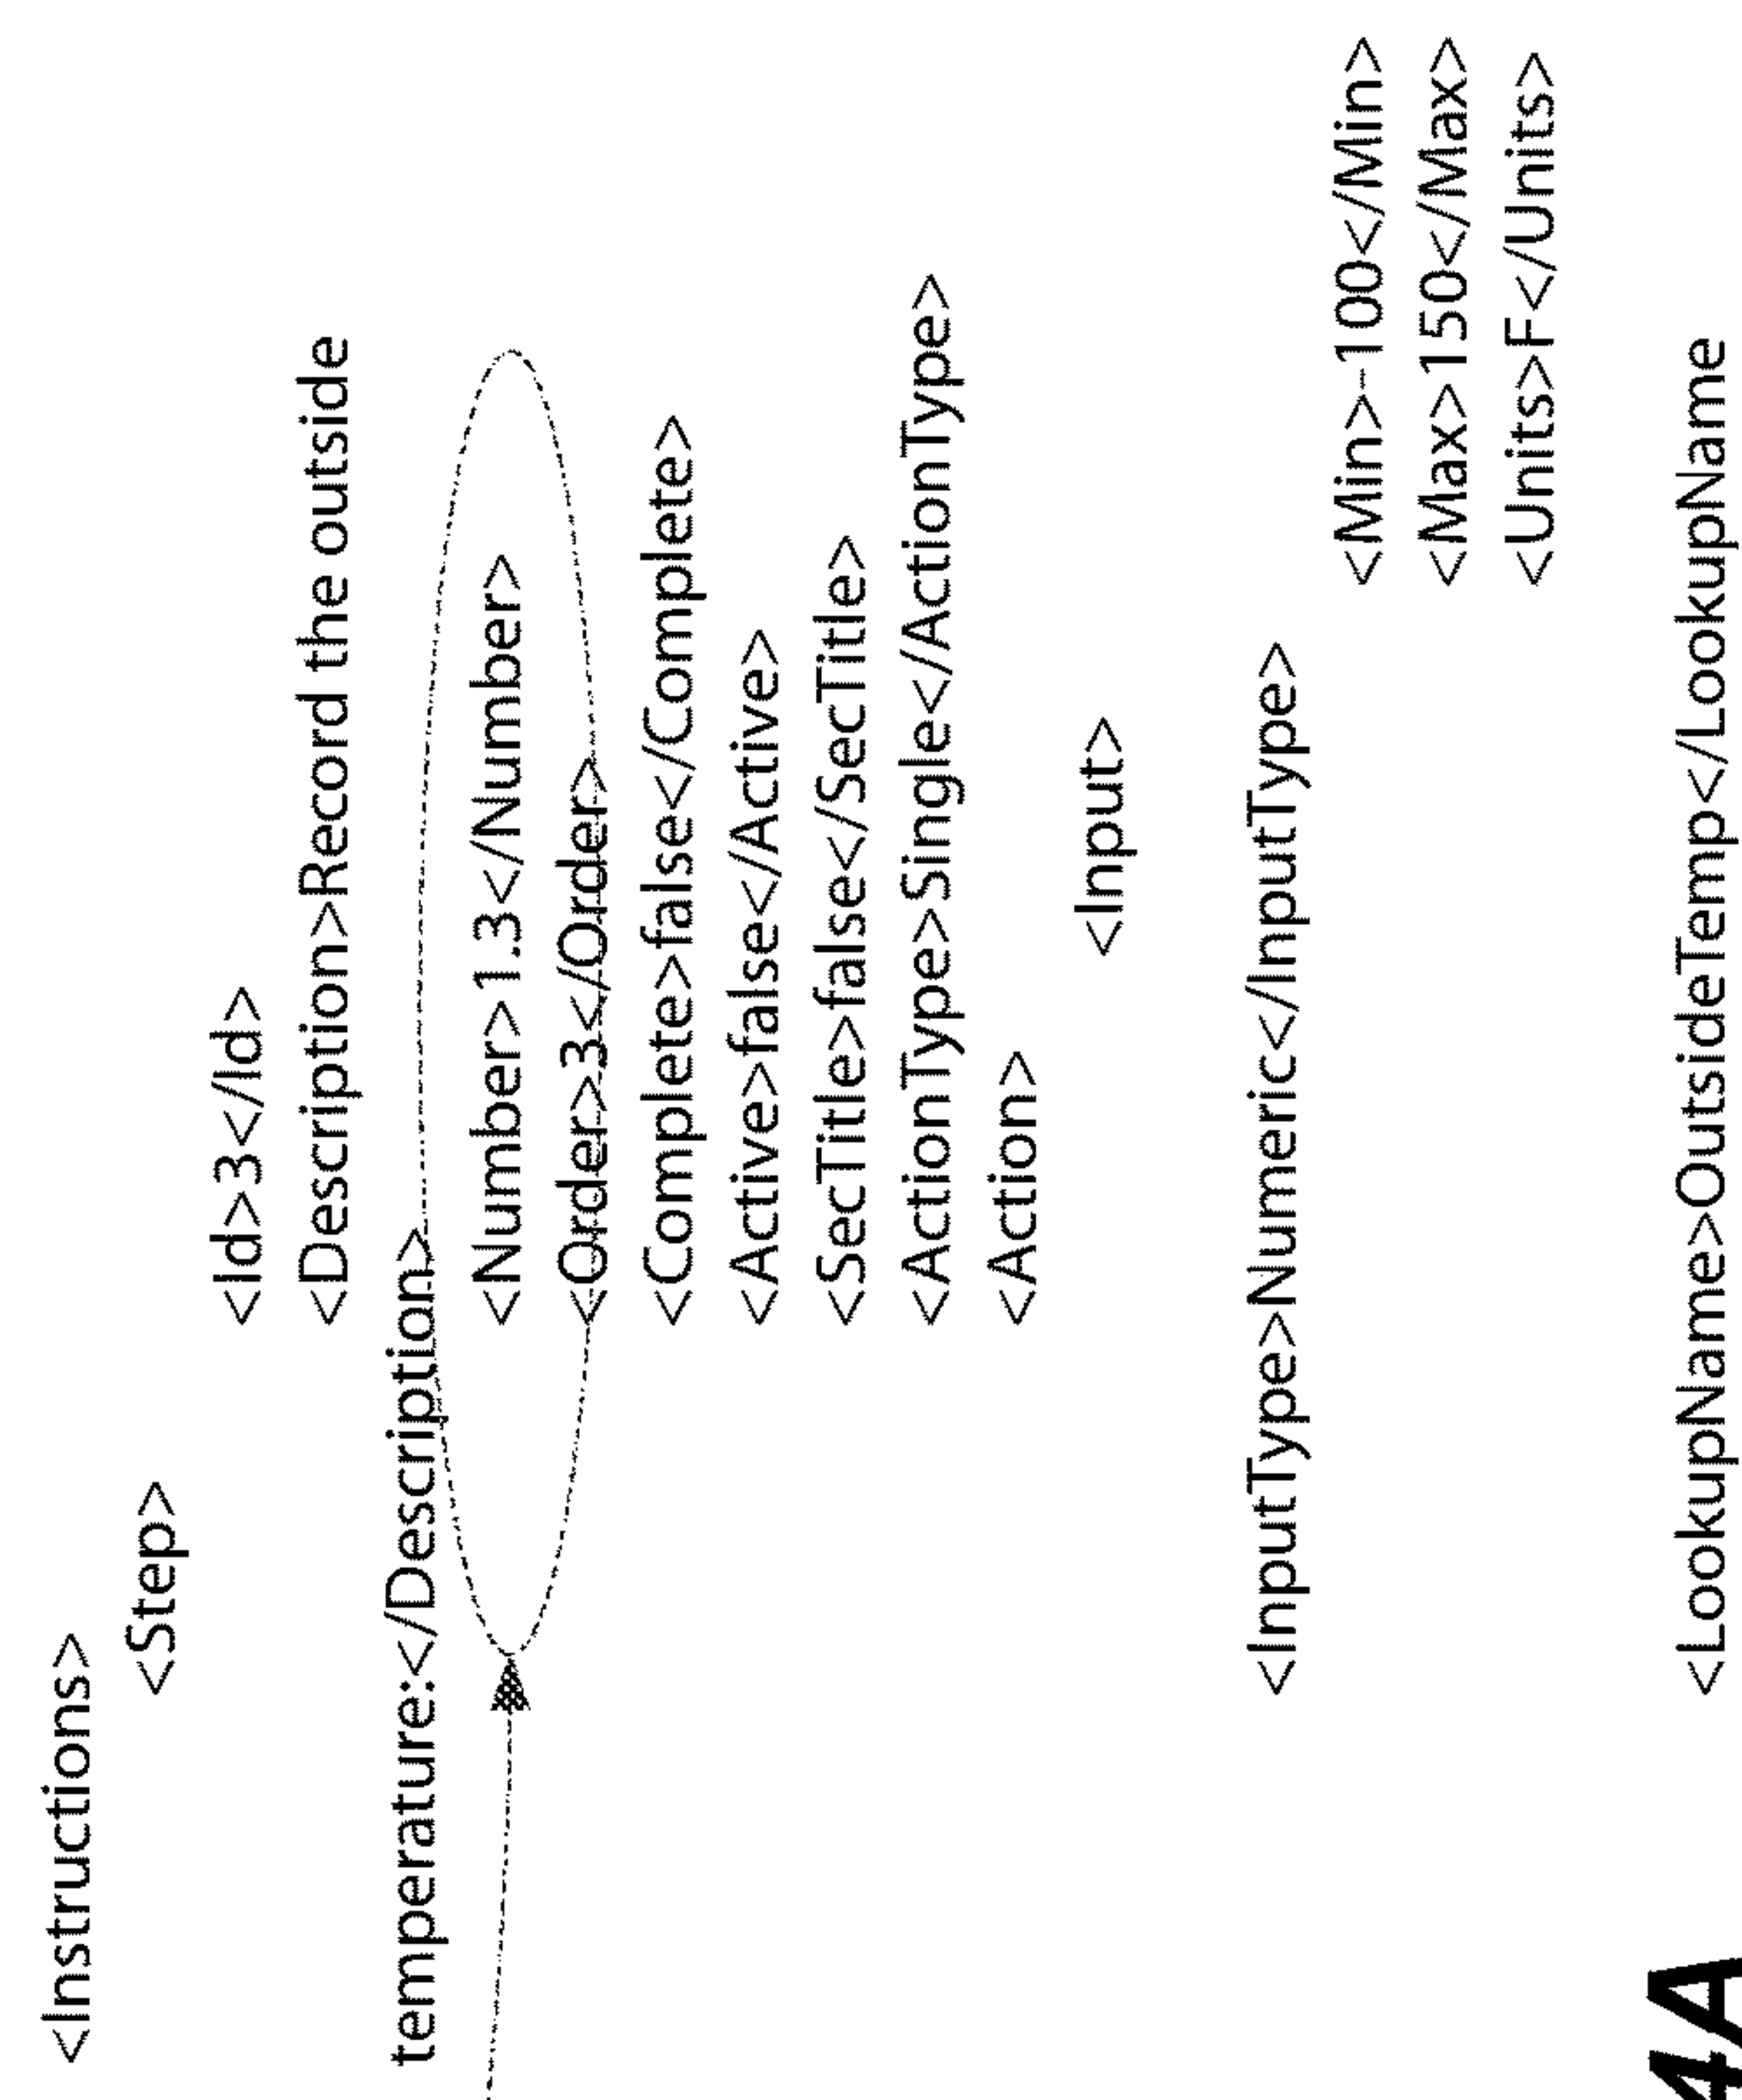 <Instructions>
<Step>
<Id>3</Id>
<Description>Record the outside
temperature:</Description>
<Number>1.3</Number>
<Order>3</Order>
<Complete>false</Complete>
<Active>false</Active>
<SecTitle>false</SecTitle>
<ActionType>Single</ActionType>
<Action>
<Input>
<InputType>Numeric</InputType>
<Min>-100</Min>
<Max>150</Max>
<Units>F</Units>
<LookupName>OutsideTemp</LookupName
4A